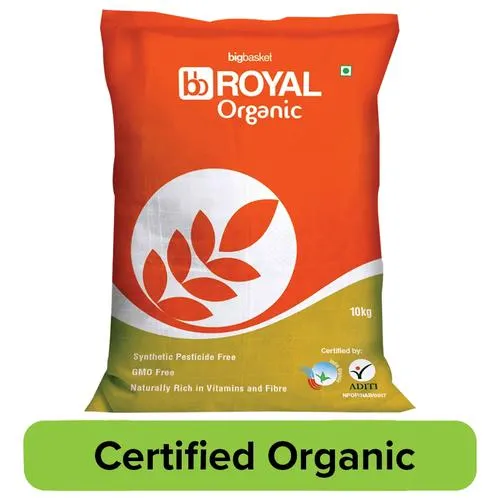 bigbasket
bb ROYAL
Organic
10kg
Synthetic Pesticide Free
GMO Free
Naturally Rich in Vitamins and Fibre
Certified by:
ADITI
Certified Organic